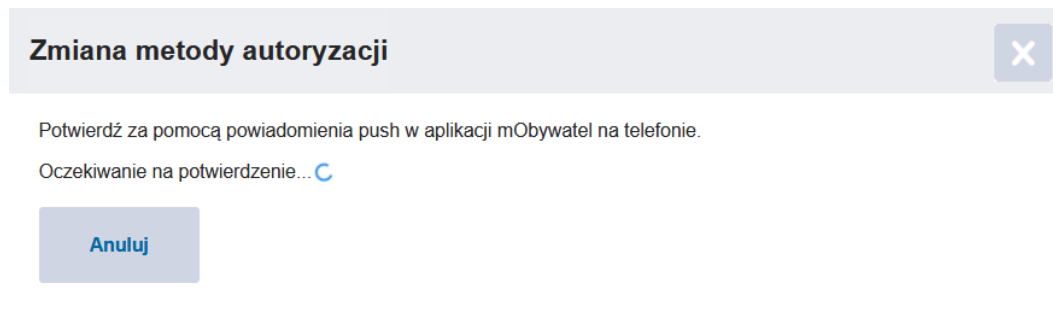 Zmiana metody autoryzacji
Potwierdź za pomocą powiadomienia push w aplikacji mObywatel na telefonie.
Oczekiwanie na potwierdzenie...
Anuluj